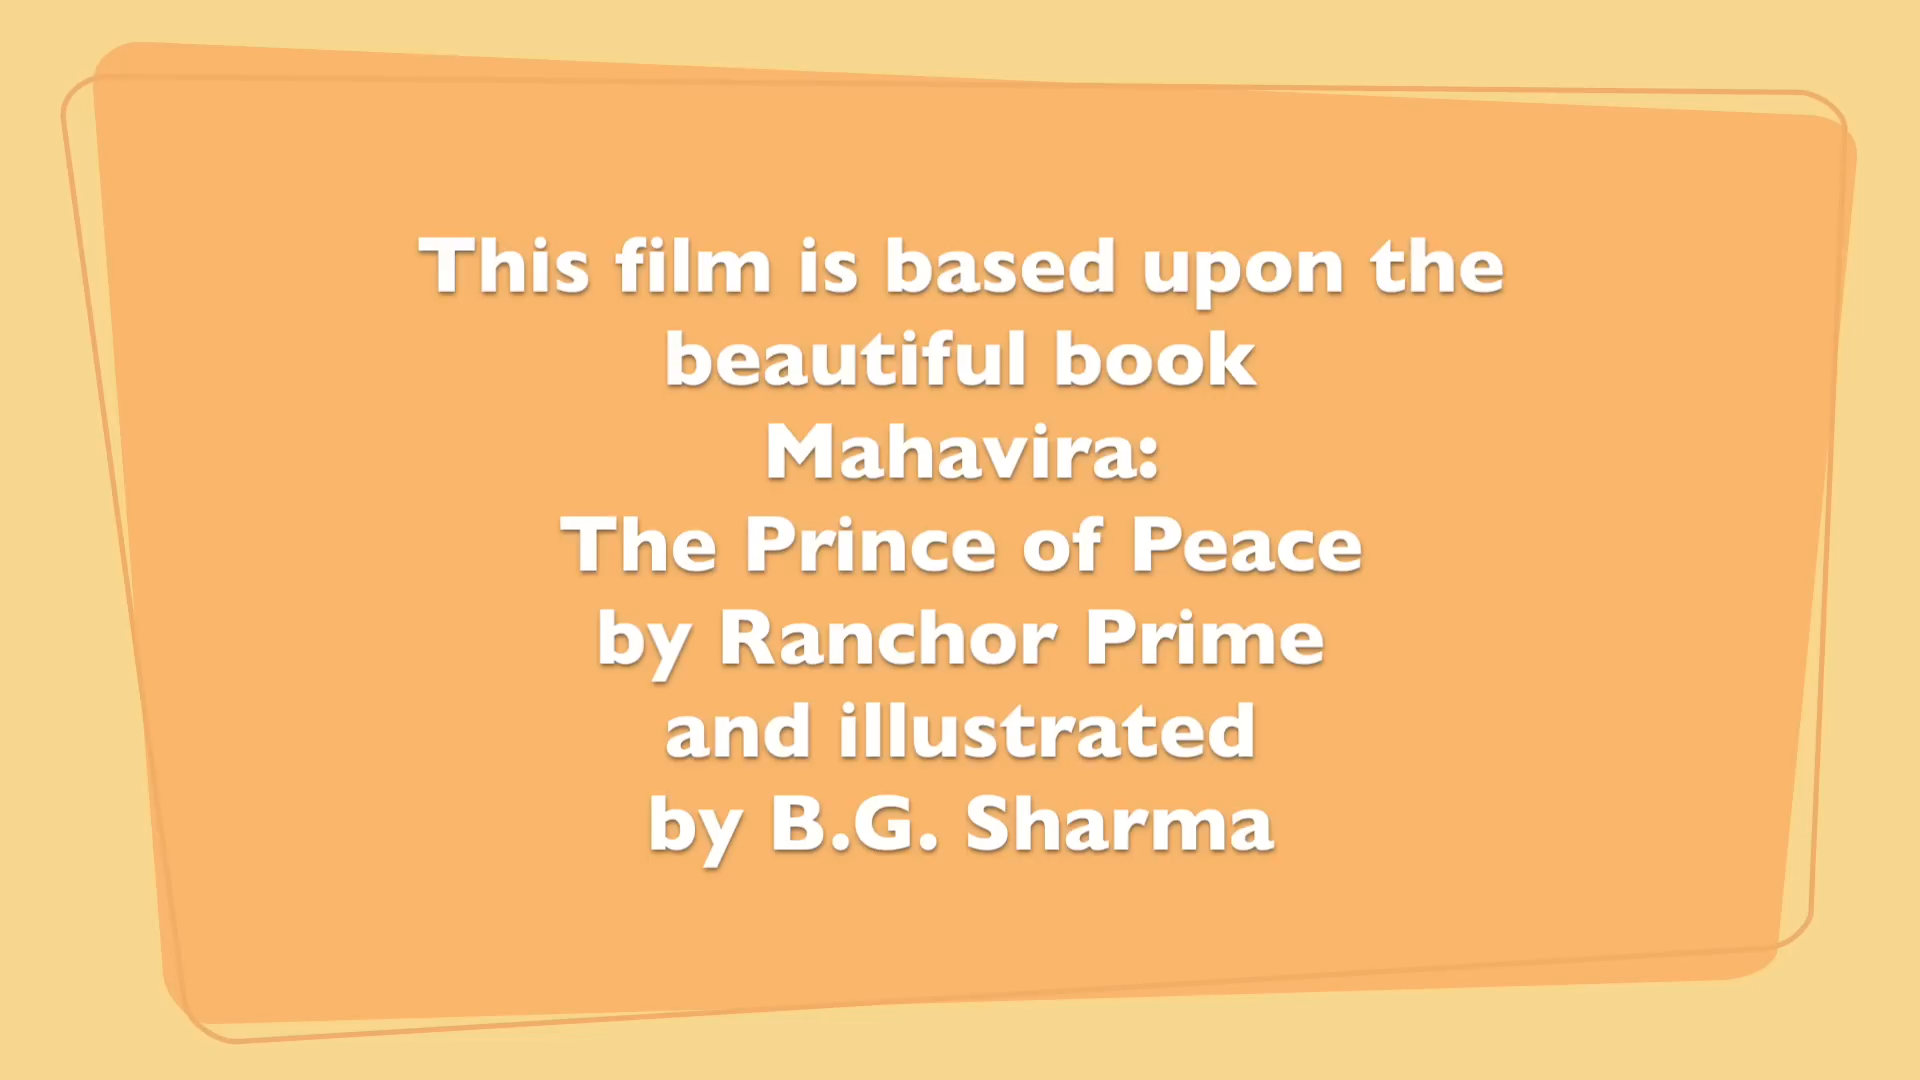 This film is based upon the
beautiful book
Mahavira:
The Prince of Peace
by Ranchor Prime
and illustrated
by B.G. Sharma